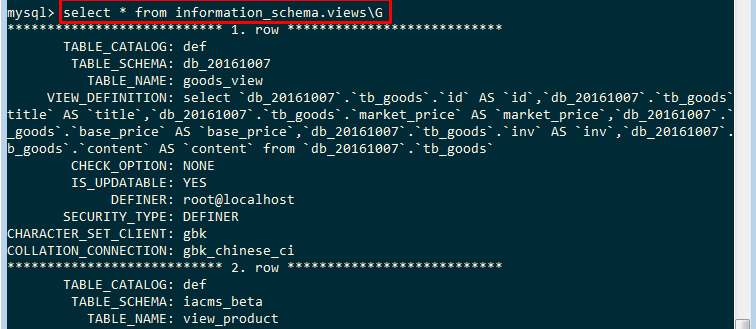 mysql> select * from information_schema.views\G
*************************** 1. row ***************************
TABLE_CATALOG: def
TABLE_SCHEMA: db_20161007
TABLE_NAME: goods_view
VIEW_DEFINITION: select `db_20161007`.`tb_goods`.`id` AS `id`,`db_20161007`.`tb_goods`
title` AS `title`,`db_20161007`.`tb_goods`.`market_price` AS `market_price`,`db_20161007`.`
_goods`.`base_price` AS `base_price`,`db_20161007`.`tb_goods`.`inv` AS `inv`,`db_20161007`.
b_goods`.`content` AS `content` from `db_20161007`.`tb_goods`
CHECK_OPTION: NONE
IS_UPDATABLE: YES
DEFINER: root@localhost
SECURITY_TYPE: DEFINER
CHARACTER_SET_CLIENT: gbk
COLLATION_CONNECTION: gbk_chinese_ci
*************************** 2. row ***************************
TABLE_CATALOG: def
TABLE_SCHEMA: iacms_beta
TABLE_NAME: view_product